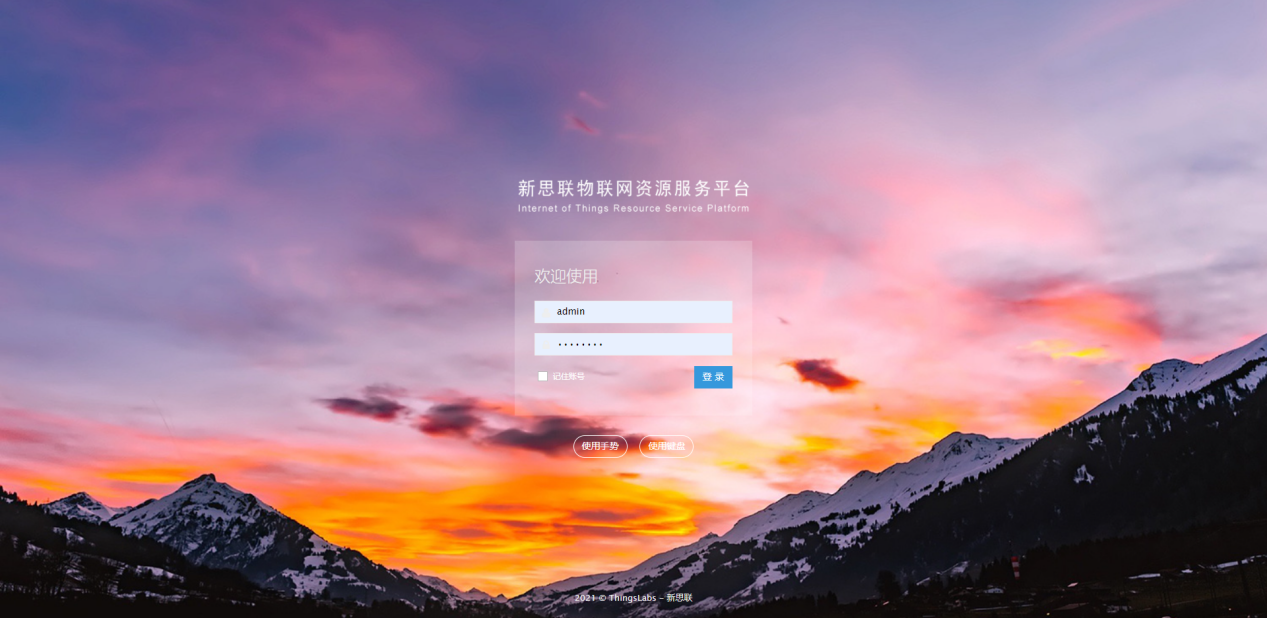 新思联物联网资源服务平台
Internet of Things Resource Service Platform
欢迎使用
admin
••••••••
记住账号
登 录
使用手势 使用键盘
2021 © ThingsLabs - 新思联